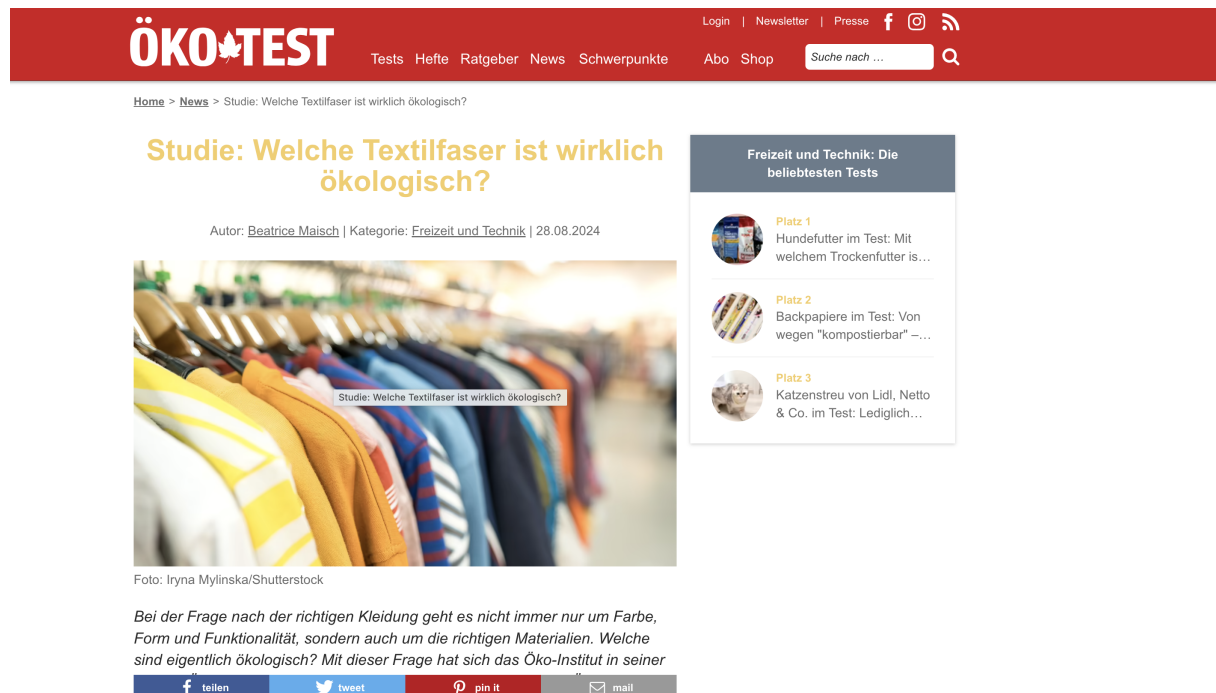 Login | Newsletter | Presse
ÖKO TEST
Tests Hefte Ratgeber News Schwerpunkte Abo Shop
Suche nach …
Home > News > Studie: Welche Textilfaser ist wirklich ökologisch?
Studie: Welche Textilfaser ist wirklich
ökologisch?
Autor: Beatrice Maisch | Kategorie: Freizeit und Technik | 28.08.2024
Studie: Welche Textilfaser ist wirklich ökologisch?
Foto: Iryna Mylinska/Shutterstock
Bei der Frage nach der richtigen Kleidung geht es nicht immer nur um Farbe,
Form und Funktionalität, sondern auch um die richtigen Materialien. Welche
sind eigentlich ökologisch? Mit dieser Frage hat sich das Öko-Institut in seiner
teilen
tweet
pin it
mail
Freizeit und Technik: Die
beliebtesten Tests
Platz 1
Hundefutter im Test: Mit
welchem Trockenfutter is…
Platz 2
Backpapiere im Test: Von
wegen "kompostierbar" –…
Platz 3
Katzenstreu von Lidl, Netto
& Co. im Test: Lediglich…